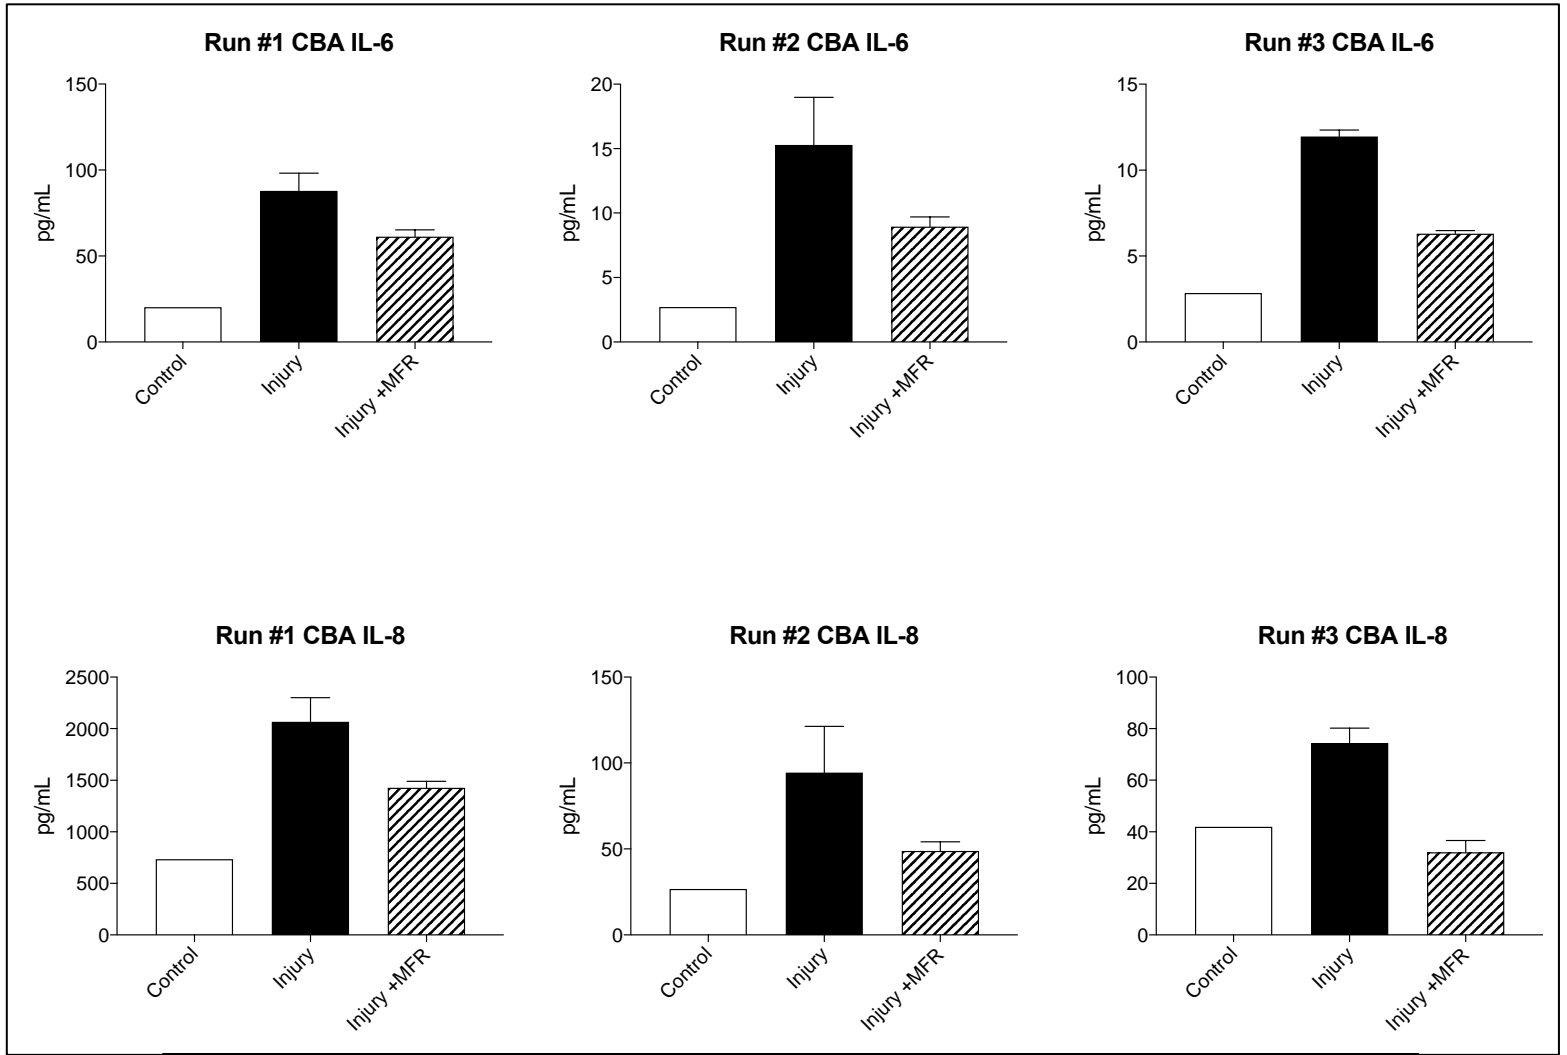 Run #1 CBA IL-6
150
100
50
0
pg/mL
Control
Injury
Injury +MFR
Run #2 CBA IL-6
20
15
10
5
0
pg/mL
Control
Injury
Injury +MFR
Run #3 CBA IL-6
15
10
5
0
pg/mL
Control
Injury
Injury +MFR
Run #1 CBA IL-8
2500
2000
1500
1000
500
0
pg/mL
Control
Injury
Injury +MFR
Run #2 CBA IL-8
150
100
50
0
pg/mL
Control
Injury
Injury +MFR
Run #3 CBA IL-8
100
80
60
40
20
0
pg/mL
Control
Injury
Injury +MFR